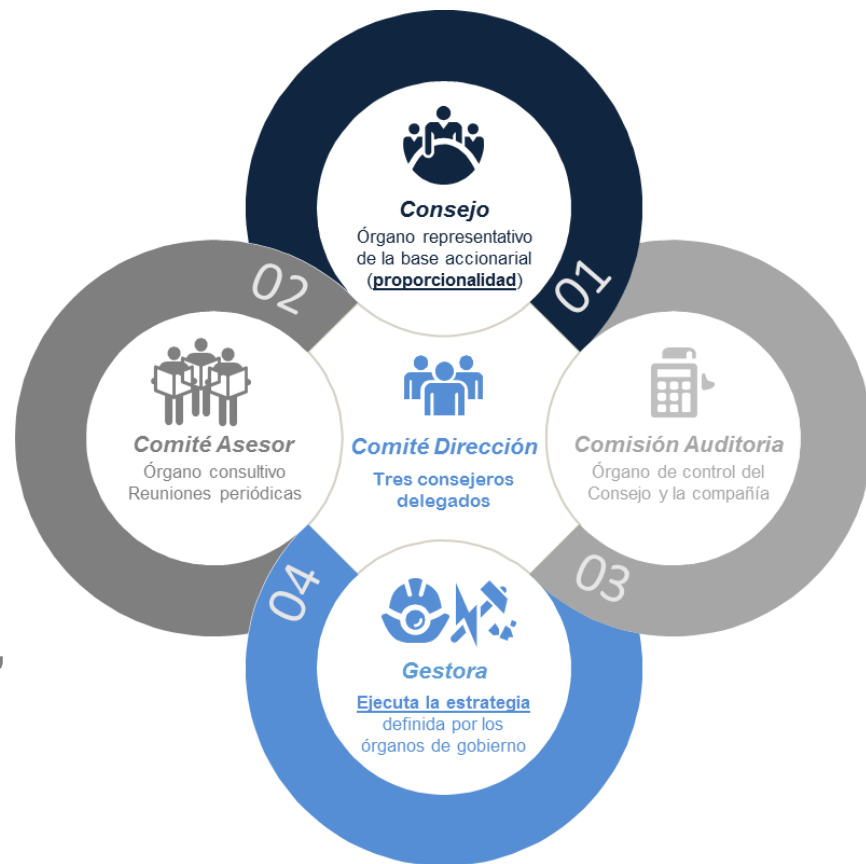 Consejo
Órgano representativo
de la base accionarial
(proporcionalidad)
01
02
Comité Asesor
Órgano consultivo
Reuniones periódicas
Comité Dirección
Tres consejeros
delegados
Comisión Auditoria
Órgano de control del
Consejo y la compañía
03
04
Gestora
Ejecuta la estrategia
definida por los
órganos de gobierno